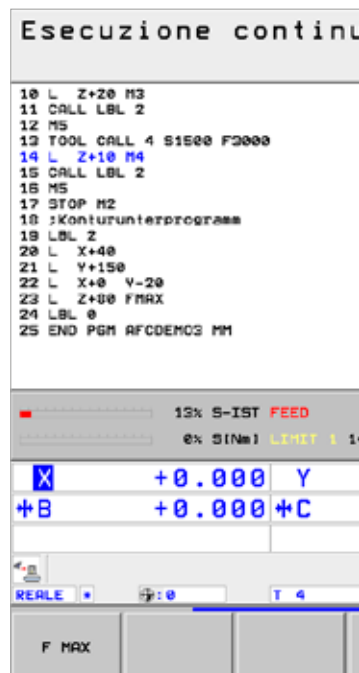 Esecuzione continu
10 L Z+20 M3
11 CALL LBL 2
12 M5
13 TOOL CALL 4 S1500 F3000
14 L Z+10 M4
15 CALL LBL 2
16 M5
17 STOP M2
18 ;Konturunterprogramm
19 LBL 2
20 L X+40
21 L Y+150
22 L X+0 Y-20
23 L Z+80 FMAX
24 LBL 0
25 END PGM AFCDEMO3 MM
13% S-IST FEED
0% S[Nm] LIMIT 1 1
X +0.000 Y
B +0.000 C
REALE * : 0 T 4
F MAX